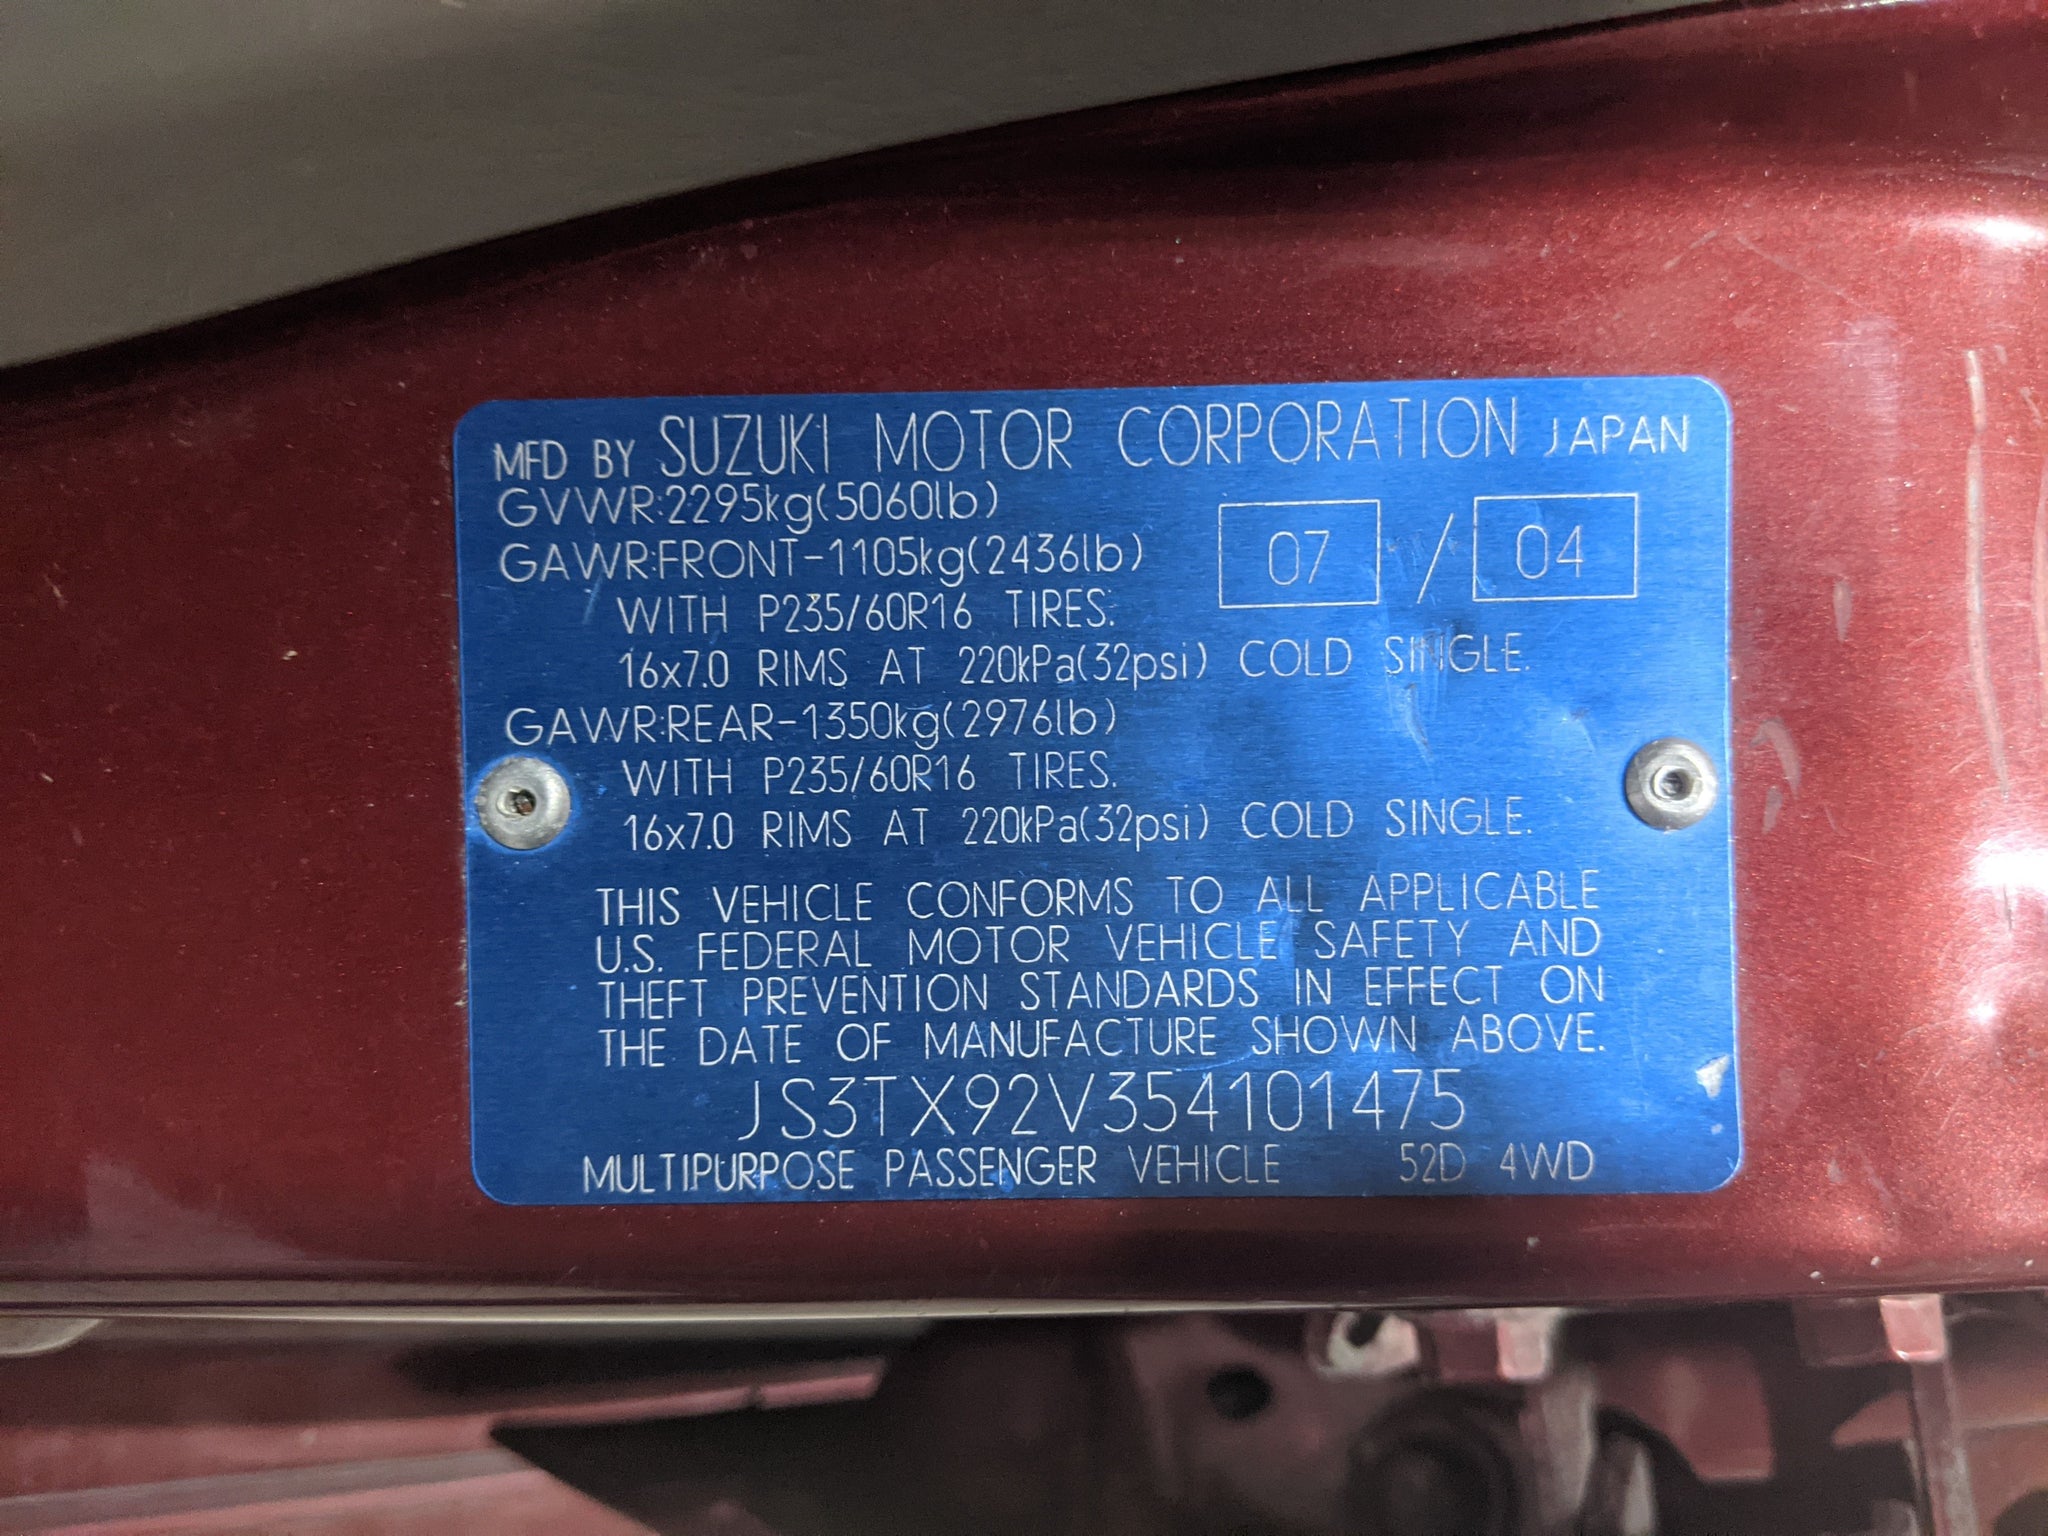 MFD BY SUZUKI MOTOR CORPORATION JAPAN
GVWR:2295kg(5060lb)
07 / 04
GAWR:FRONT-1105kg(2436lb)
WITH P235/60R16 TIRES.
16x7.0 RIMS AT 220kPa(32psi) COLD SINGLE.
GAWR:REAR-1350kg(2976lb)
WITH P235/60R16 TIRES.
16x7.0 RIMS AT 220kPa(32psi) COLD SINGLE.
THIS VEHICLE CONFORMS TO ALL APPLICABLE
U.S. FEDERAL MOTOR VEHICLE SAFETY AND
THEFT PREVENTION STANDARDS IN EFFECT ON
THE DATE OF MANUFACTURE SHOWN ABOVE.
JS3TX92V354101475
MULTIPURPOSE PASSENGER VEHICLE 52D 4WD